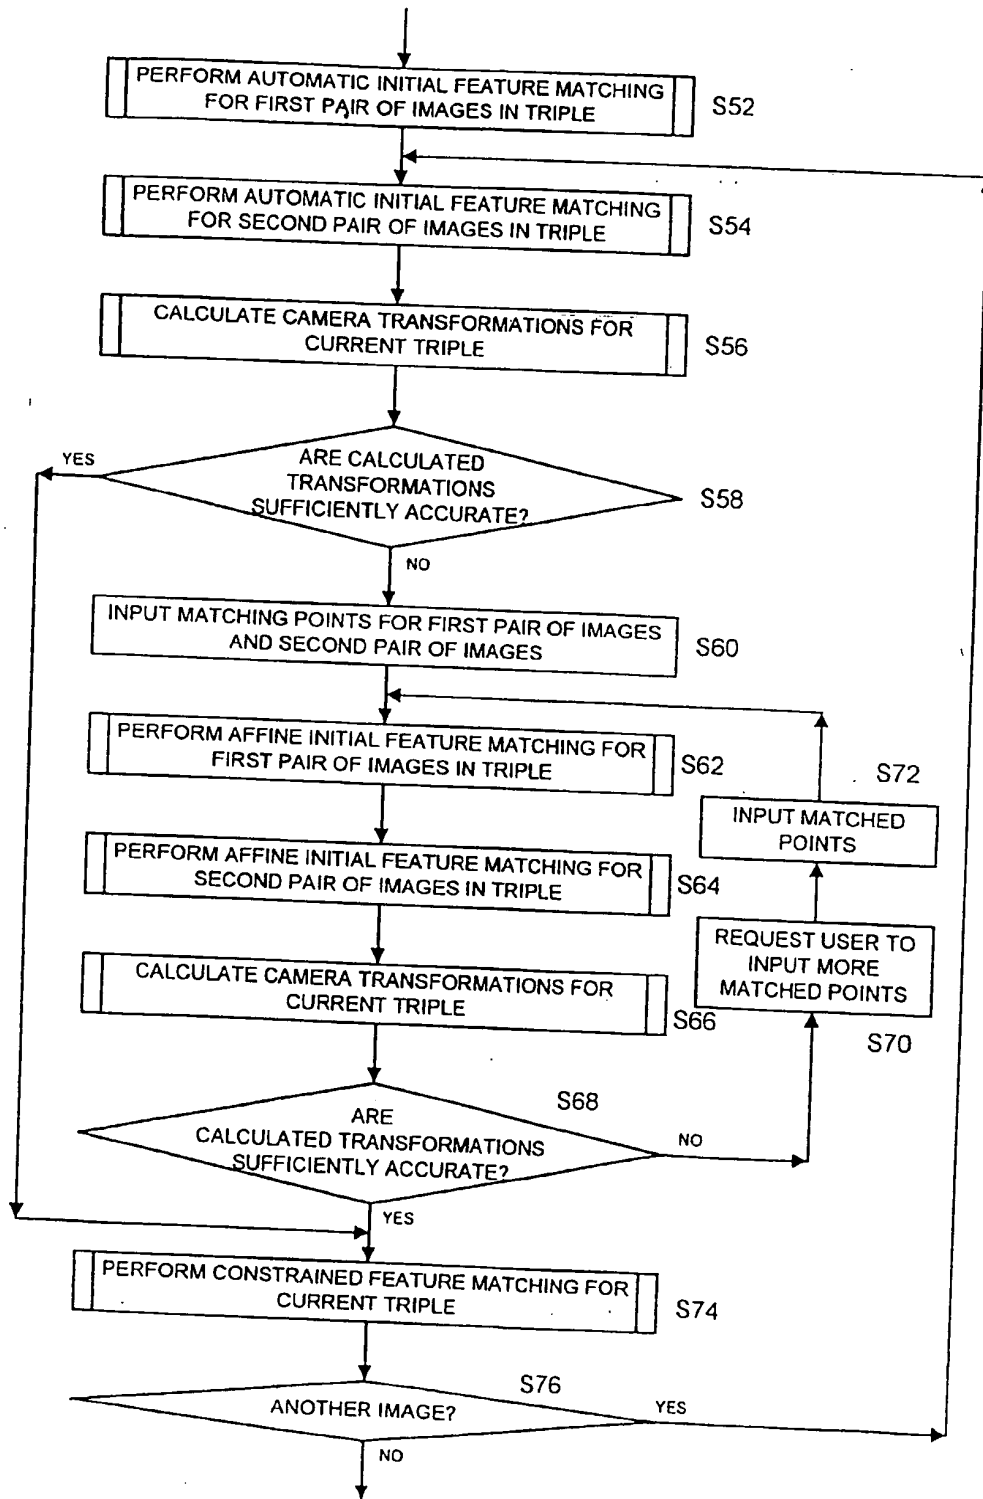 PERFORM AUTOMATIC INITIAL FEATURE MATCHING
FOR FIRST PAIR OF IMAGES IN TRIPLE
S52
PERFORM AUTOMATIC INITIAL FEATURE MATCHING
FOR SECOND PAIR OF IMAGES IN TRIPLE
S54
CALCULATE CAMERA TRANSFORMATIONS FOR
CURRENT TRIPLE
S56
YES
ARE CALCULATED
TRANSFORMATIONS
SUFFICIENTLY ACCURATE?
S58
NO
INPUT MATCHING POINTS FOR FIRST PAIR OF IMAGES
AND SECOND PAIR OF IMAGES
S60
PERFORM AFFINE INITIAL FEATURE MATCHING FOR
FIRST PAIR OF IMAGES IN TRIPLE
S62
S72
INPUT MATCHED
POINTS
PERFORM AFFINE INITIAL FEATURE MATCHING FOR
SECOND PAIR OF IMAGES IN TRIPLE
S64
REQUEST USER TO
INPUT MORE
MATCHED POINTS
S70
CALCULATE CAMERA TRANSFORMATIONS FOR
CURRENT TRIPLE
S66
S68
ARE
CALCULATED TRANSFORMATIONS
SUFFICIENTLY ACCURATE?
NO
YES
PERFORM CONSTRAINED FEATURE MATCHING FOR
CURRENT TRIPLE
S74
S76
ANOTHER IMAGE?
YES
NO